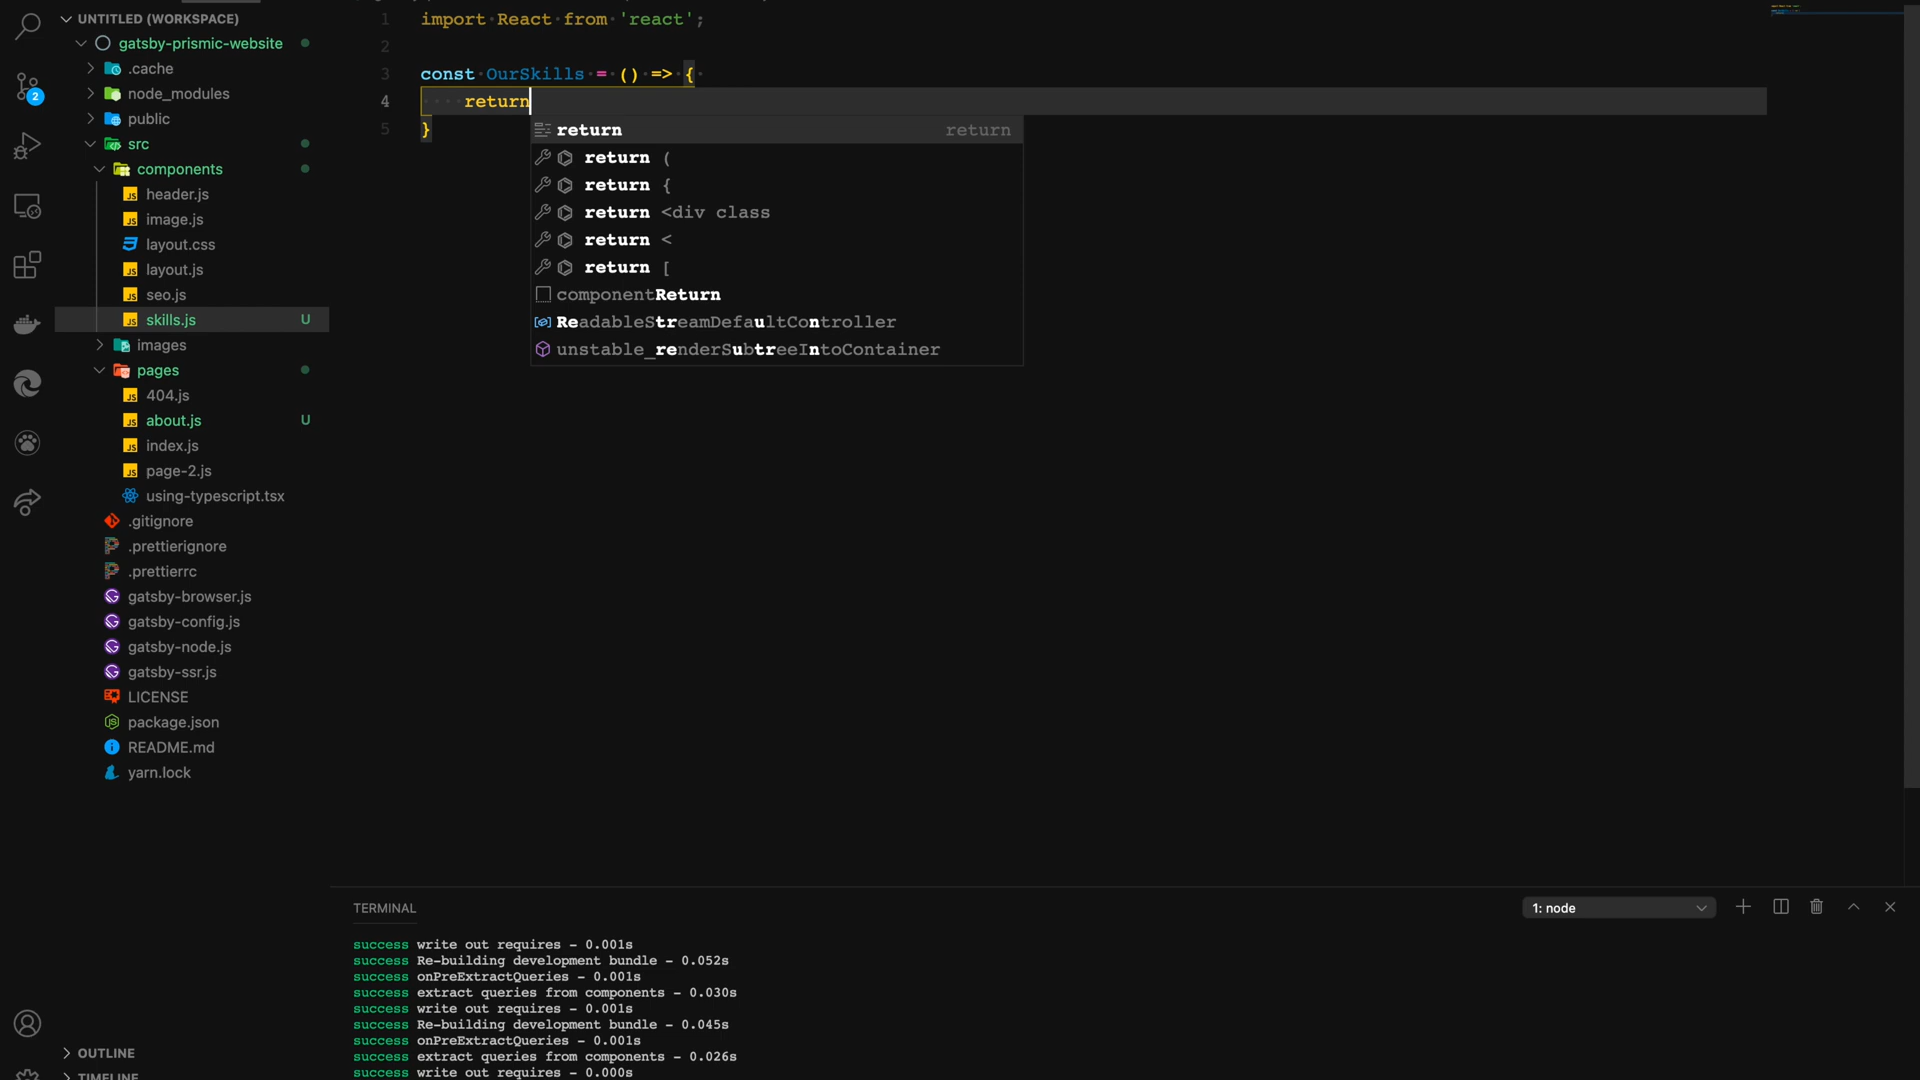 UNTITLED (WORKSPACE)
gatsby-prismic-website
.cache
node_modules
public
src
components
header.js
image.js
layout.css
layout.js
seo.js
skills.js U
images
pages
404.js
about.js U
index.js
page-2.js
using-typescript.tsx
.gitignore
.prettierignore
.prettierrc
gatsby-browser.js
gatsby-config.js
gatsby-node.js
gatsby-ssr.js
LICENSE
package.json
README.md
yarn.lock
OUTLINE
TIMELINE
2
1 import React from 'react';
2
3 const OurSkills = () => {
4 return
5 }
return return
return (
return {
return <div class
return <
return [
componentReturn
ReadableStreamDefaultController
unstable_renderSubtreeIntoContainer
TERMINAL
1: node
success write out requires - 0.001s
success Re-building development bundle - 0.052s
success onPreExtractQueries - 0.001s
success extract queries from components - 0.030s
success write out requires - 0.001s
success Re-building development bundle - 0.045s
success onPreExtractQueries - 0.001s
success extract queries from components - 0.026s
success write out requires - 0.000s